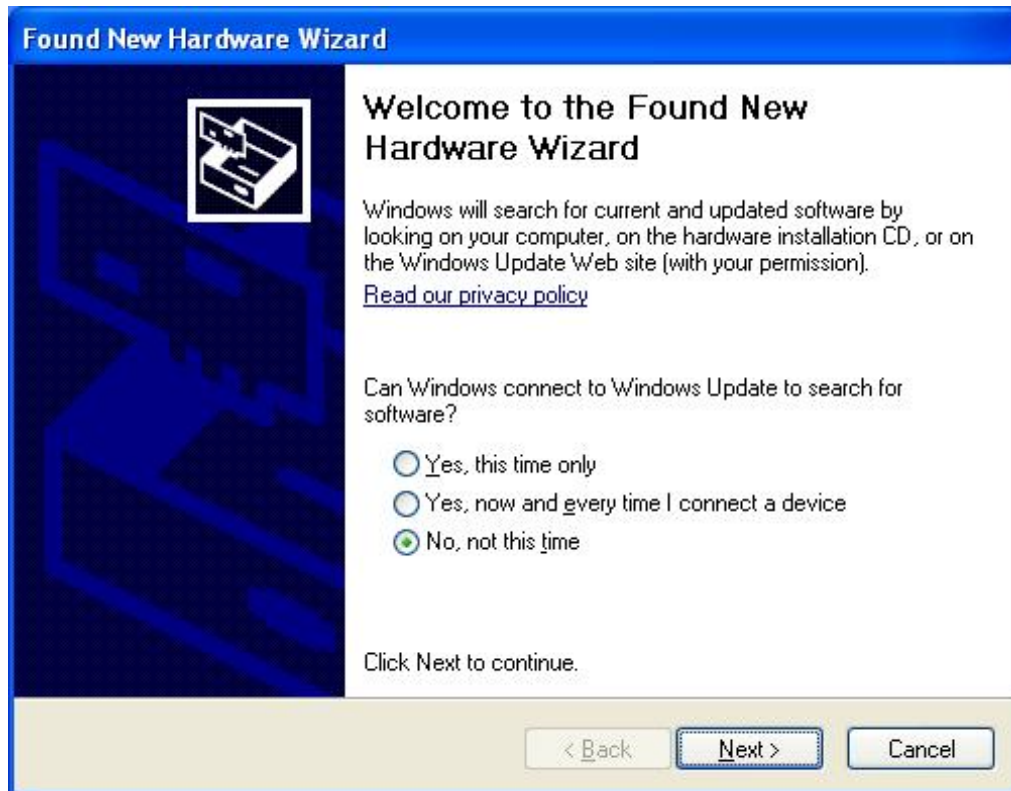 Found New Hardware Wizard
Welcome to the Found New
Hardware Wizard
Windows will search for current and updated software by
looking on your computer, on the hardware installation CD, or on
the Windows Update Web site (with your permission).
Read our privacy policy
Can Windows connect to Windows Update to search for
software?
Yes, this time only
Yes, now and every time I connect a device
No, not this time
Click Next to continue.
< Back
Next >
Cancel